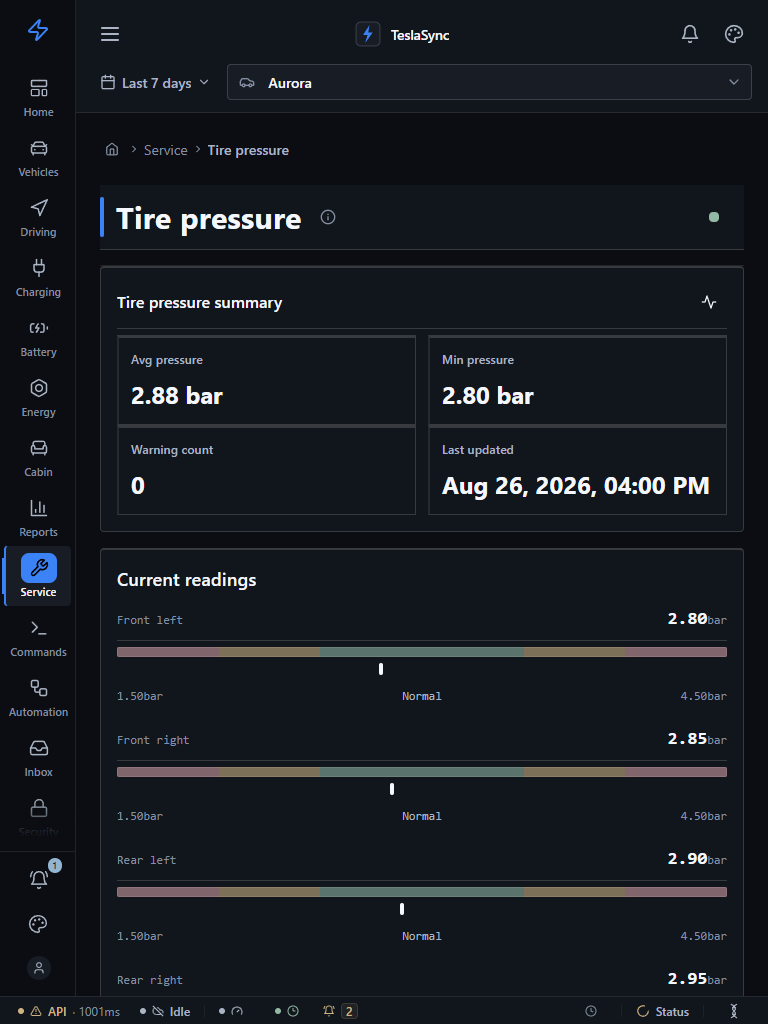 TeslaSync
Last 7 days
Aurora
Home
Vehicles
Driving
Charging
Battery
Energy
Cabin
Reports
Service
Commands
Automation
Inbox
Security
1
Service
Tire pressure
Tire pressure
Tire pressure summary
Avg pressure
2.88 bar
Min pressure
2.80 bar
Warning count
0
Last updated
Aug 26, 2026, 04:00 PM
Current readings
Front left 2.80bar
1.50bar Normal 4.50bar
Front right 2.85bar
1.50bar Normal 4.50bar
Rear left 2.90bar
1.50bar Normal 4.50bar
Rear right 2.95bar
API · 1001ms Idle 2 Status